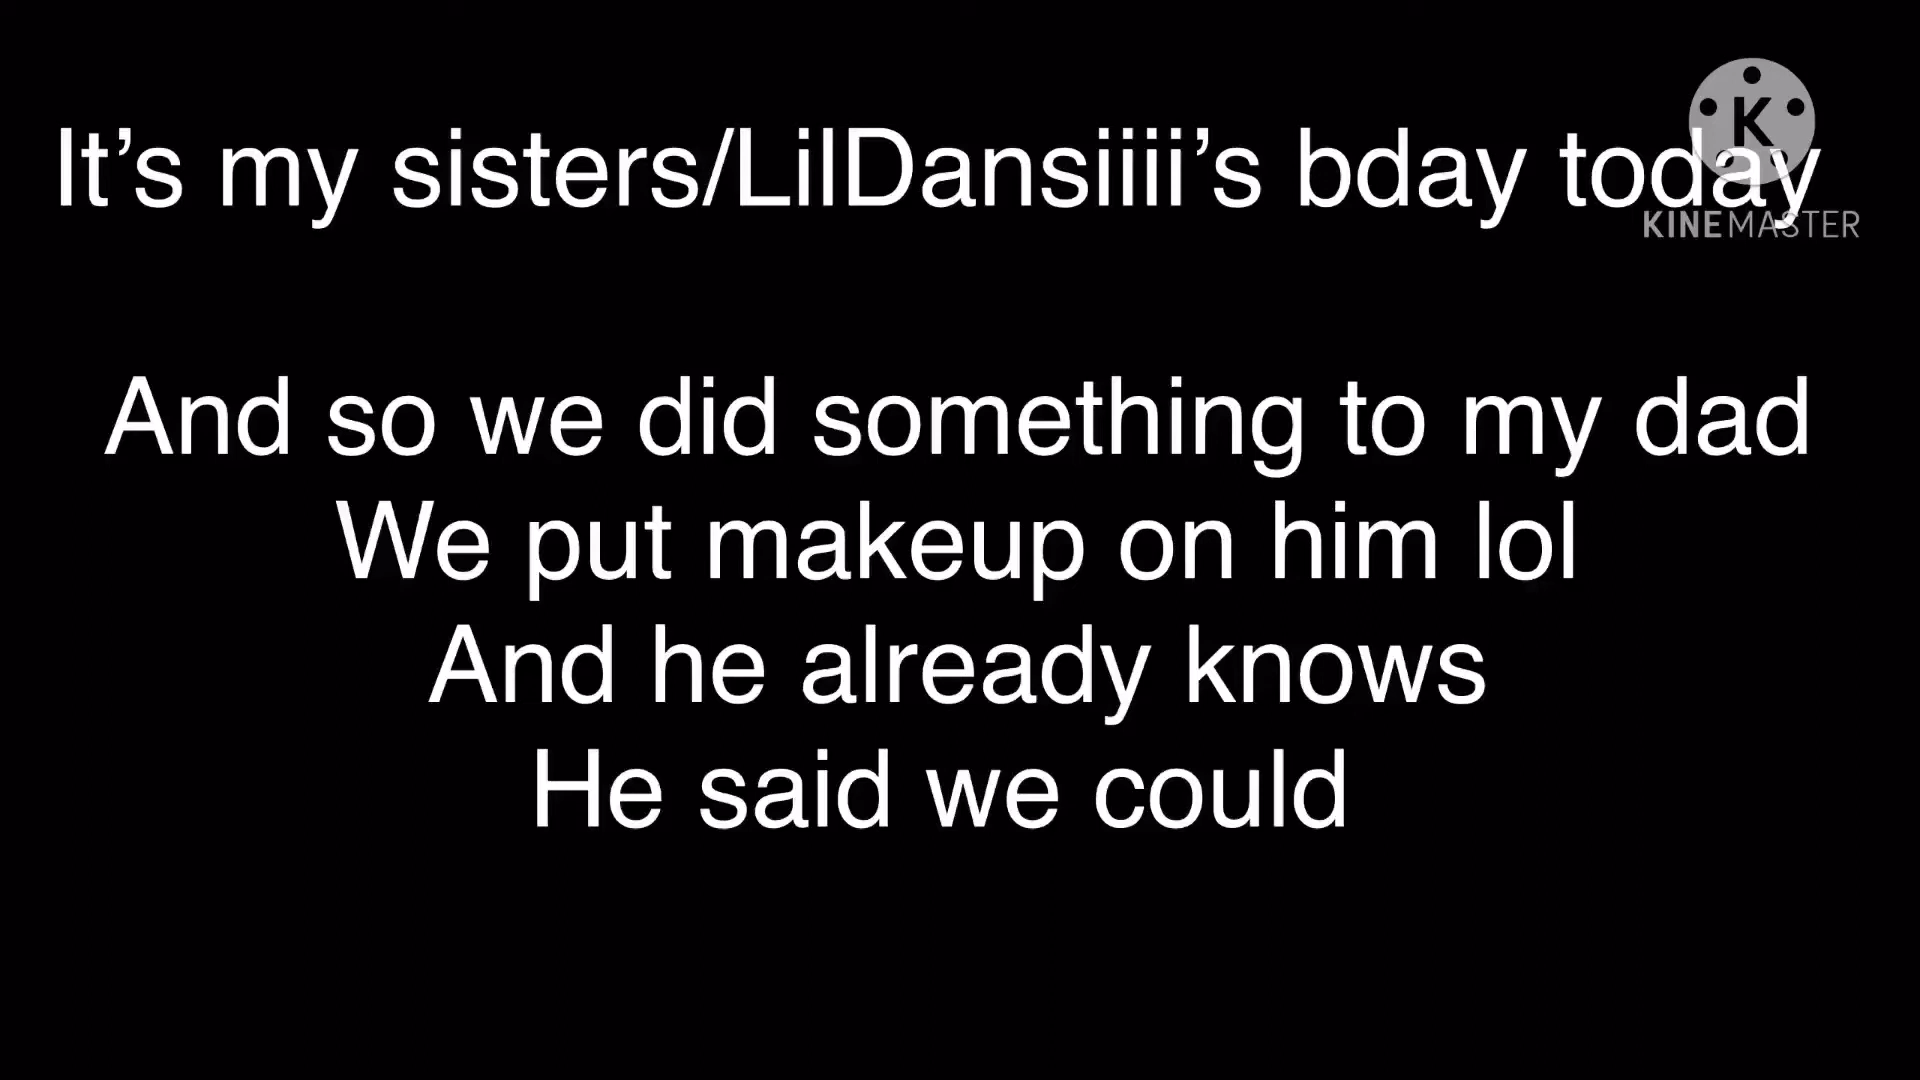 It’s my sisters/LilDansiiii’s bday today
K
KINEMASTER
And so we did something to my dad
We put makeup on him lol
And he already knows
He said we could